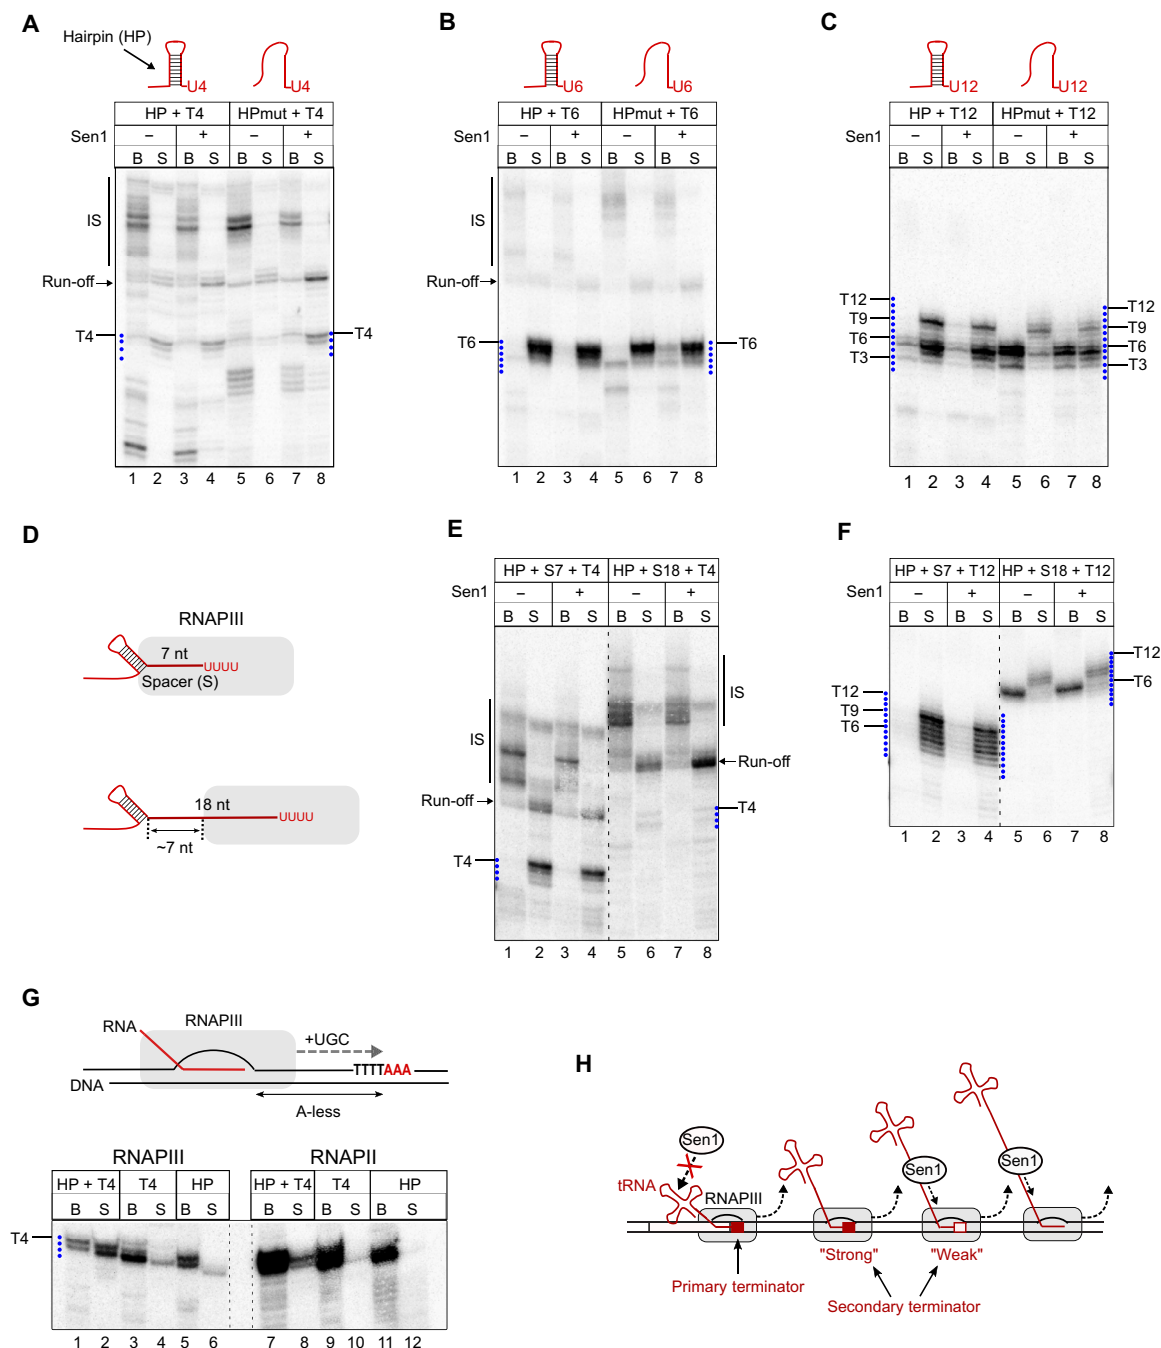 A
Hairpin (HP)
U4
U4
HP + T4
HPmut + T4
Sen1
– + – +
B S B S B S B S
IS
Run-off
T4
T4
1 2 3 4 5 6 7 8
B
U6
U6
HP + T6
HPmut + T6
Sen1
– + – +
B S B S B S B S
IS
Run-off
T6
T6
1 2 3 4 5 6 7 8
C
U12
U12
HP + T12
HPmut + T12
Sen1
– + – +
B S B S B S B S
T12
T9
T6
T3
T12
T9
T6
T3
1 2 3 4 5 6 7 8
D
RNAPIII
7 nt
UUUU
Spacer (S)
18 nt
UUUU
~7 nt
E
HP + S7 + T4
HP + S18 + T4
Sen1
– + – +
B S B S B S B S
IS
IS
Run-off
Run-off
T4
T4
1 2 3 4 5 6 7 8
F
HP + S7 + T12
HP + S18 + T12
Sen1
– + – +
B S B S B S B S
T12
T9
T6
T12
T6
1 2 3 4 5 6 7 8
G
RNA
RNAPIII
+UGC
TTTTAAA
DNA
A-less
RNAPIII
RNAPII
HP + T4 T4 HP
HP + T4 T4 HP
B S B S B S
B S B S B S
T4
1 2 3 4 5 6
7 8 9 10 11 12
H
Sen1
tRNA
RNAPIII
Sen1
Sen1
"Strong"
"Weak"
Primary terminator
Secondary terminator